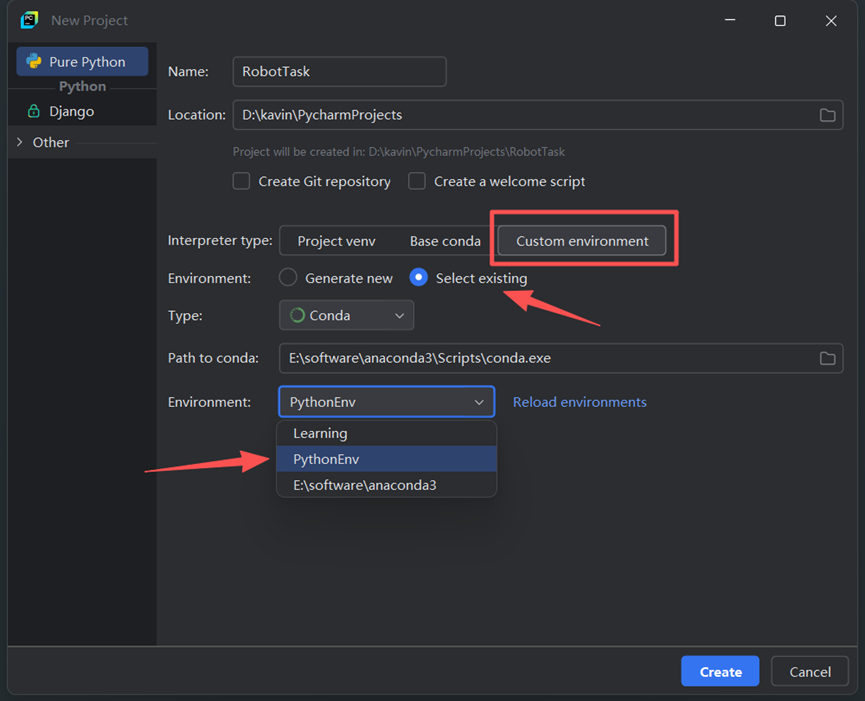 New Project
Pure Python
Python
Django
Other
Name: RobotTask
Location: D:\kavin\PycharmProjects
Project will be created in: D:\kavin\PycharmProjects\RobotTask
Create Git repository Create a welcome script
Interpreter type: Project venv Base conda Custom environment
Environment: Generate new Select existing
Type: Conda
Path to conda: E:\software\anaconda3\Scripts\conda.exe
Environment: PythonEnv Reload environments
Learning
PythonEnv
E:\software\anaconda3
Create Cancel